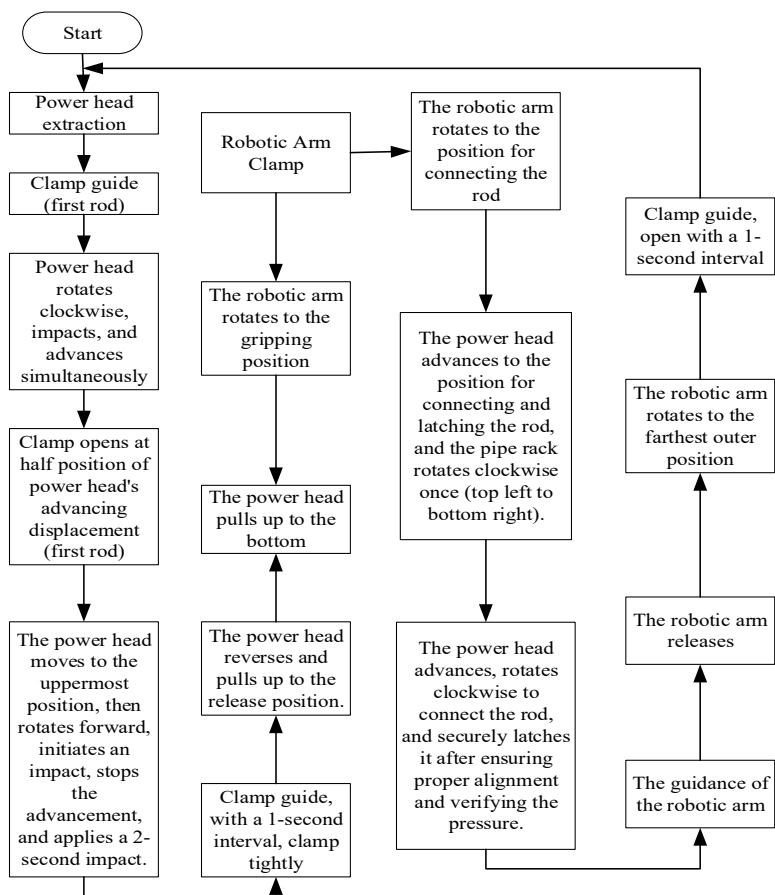 Start
Power head
extraction
Clamp guide
(first rod)
Power head
rotates
clockwise,
impacts, and
advances
simultaneously
Clamp opens at
half position of
power head's
advancing
displacement
(first rod)
The power head
moves to the
uppermost
position, then
rotates forward,
initiates an
impact, stops
the
advancement,
and applies a 2-
second impact.
Robotic Arm
Clamp
The robotic arm
rotates to the
gripping
position
The power head
pulls up to the
bottom
The power head
reverses and
pulls up to the
release position.
Clamp guide,
with a 1-second
interval, clamp
tightly
The robotic arm
rotates to the
position for
connecting the
rod
The power head
advances to the
position for
connecting and
latching the rod,
and the pipe rack
rotates clockwise
once (top left to
bottom right).
The power head
advances, rotates
clockwise to
connect the rod,
and securely latches
it after ensuring
proper alignment
and verifying the
pressure.
Clamp guide,
open with a 1-
second interval
The robotic arm
rotates to the
farthest outer
position
The robotic arm
releases
The guidance of
the robotic arm